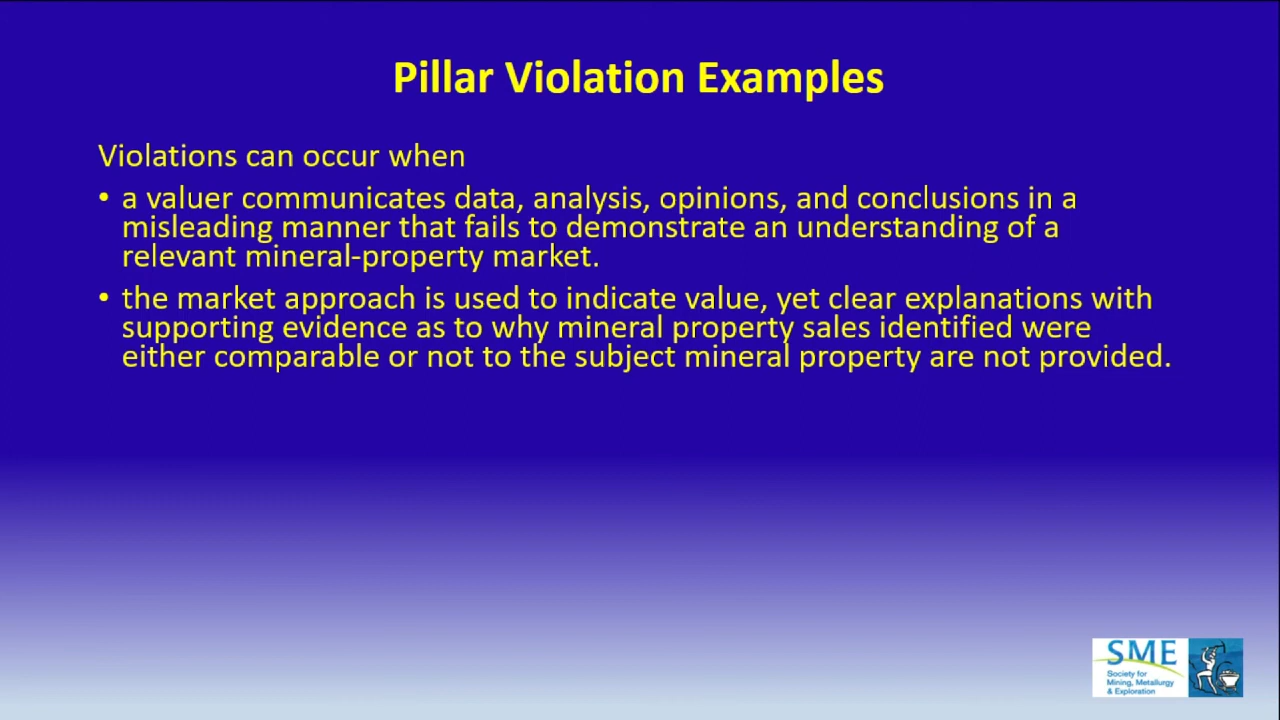 Pillar Violation Examples
Violations can occur when
• a valuer communicates data, analysis, opinions, and conclusions in a
misleading manner that fails to demonstrate an understanding of a
relevant mineral-property market.
• the market approach is used to indicate value, yet clear explanations with
supporting evidence as to why mineral property sales identified were
either comparable or not to the subject mineral property are not provided.
SME
Society for
Mining, Metallurgy
& Exploration